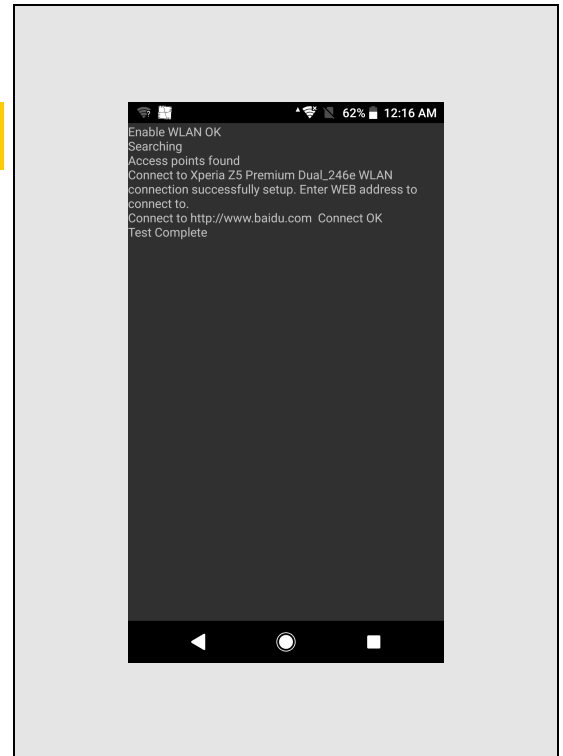 62% 12:16 AM
Enable WLAN OK
Searching
Access points found
Connect to Xperia Z5 Premium Dual_246e WLAN
connection successfully setup. Enter WEB address to
connect to.
Connect to http://www.baidu.com  Connect OK
Test Complete